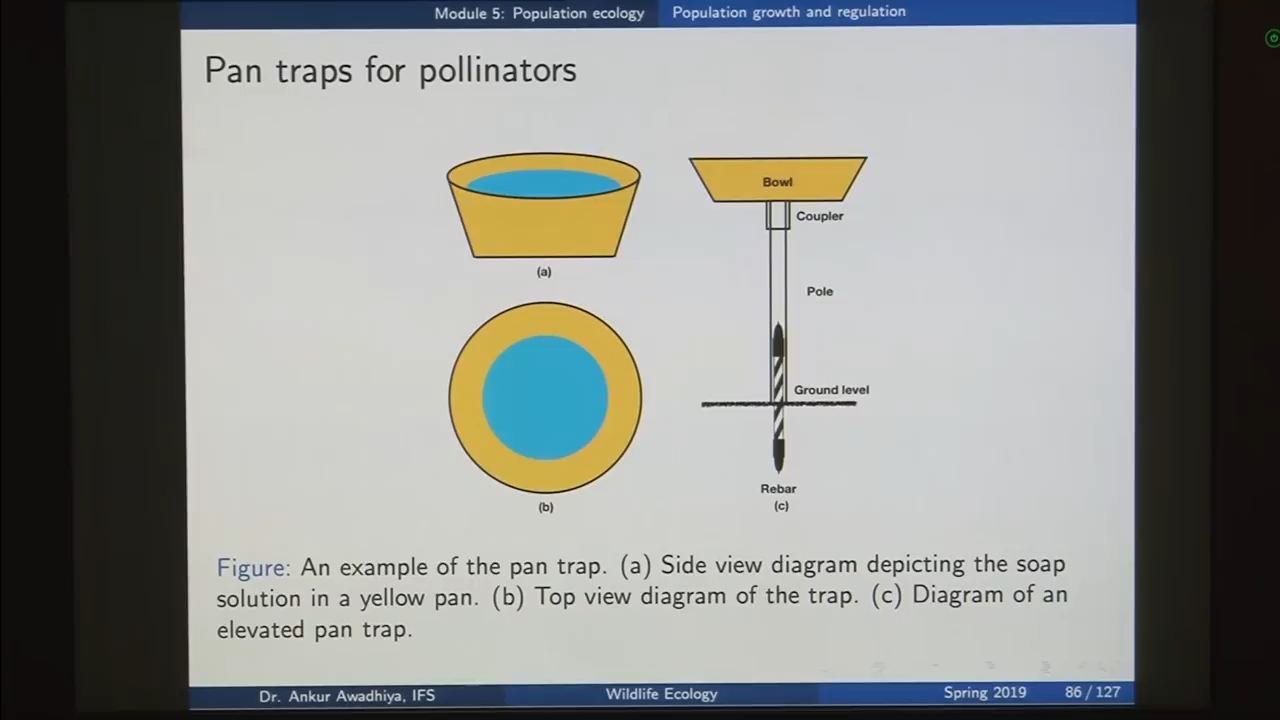 Module 5: Population ecology Population growth and regulation
Pan traps for pollinators
Bowl
Coupler
(a)
Pole
Ground level
Rebar
(b)
(c)
Figure: An example of the pan trap. (a) Side view diagram depicting the soap
solution in a yellow pan. (b) Top view diagram of the trap. (c) Diagram of an
elevated pan trap.
Dr. Ankur Awadhiya, IFS Wildlife Ecology Spring 2019 86 / 127